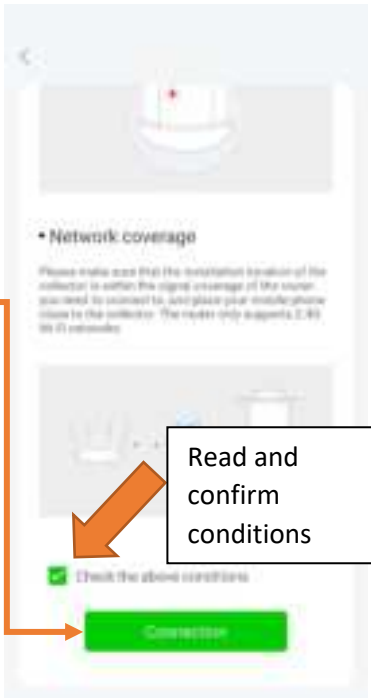 • Network coverage
Please make sure that the installation location of the
collector is within the signal coverage of the router
you need to connect to, and place your mobile phone
close to the collector. The router only supports 2.4G
Wi-Fi networks.
Read and
confirm
conditions
Check the above conditions
Connection